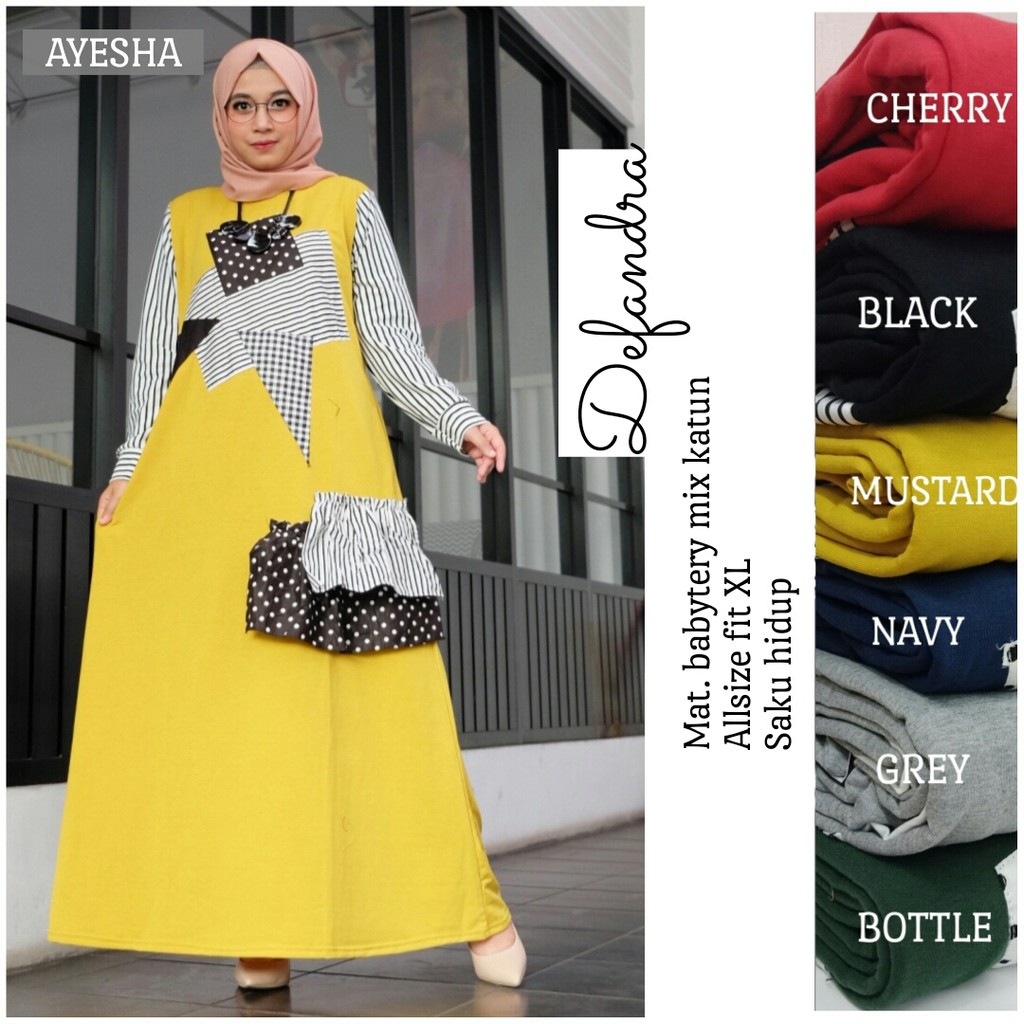 AYESHA
Defandra
Mat. babytery mix katun
Allsize fit XL
Saku hidup
CHERRY
BLACK
MUSTARD
NAVY
GREY
BOTTLE